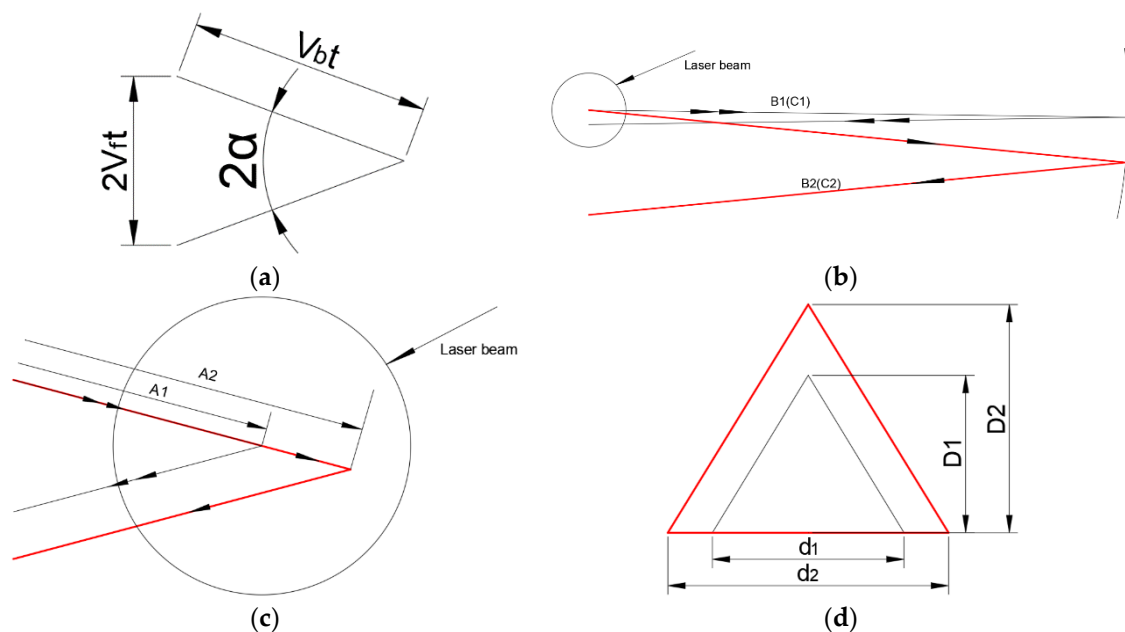 Vbt
2Vft
2α
(a)
Laser beam
B1(C1)
B2(C2)
(b)
A2
A1
Laser beam
(c)
D1
D2
d1
d2
(d)